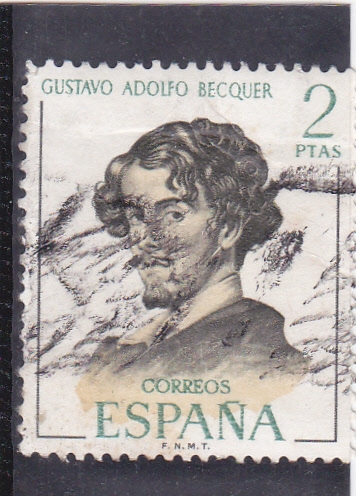 GUSTAVO ADOLFO BECQUER
2
PTAS
CORREOS
ESPAÑA
F.N.M.T.